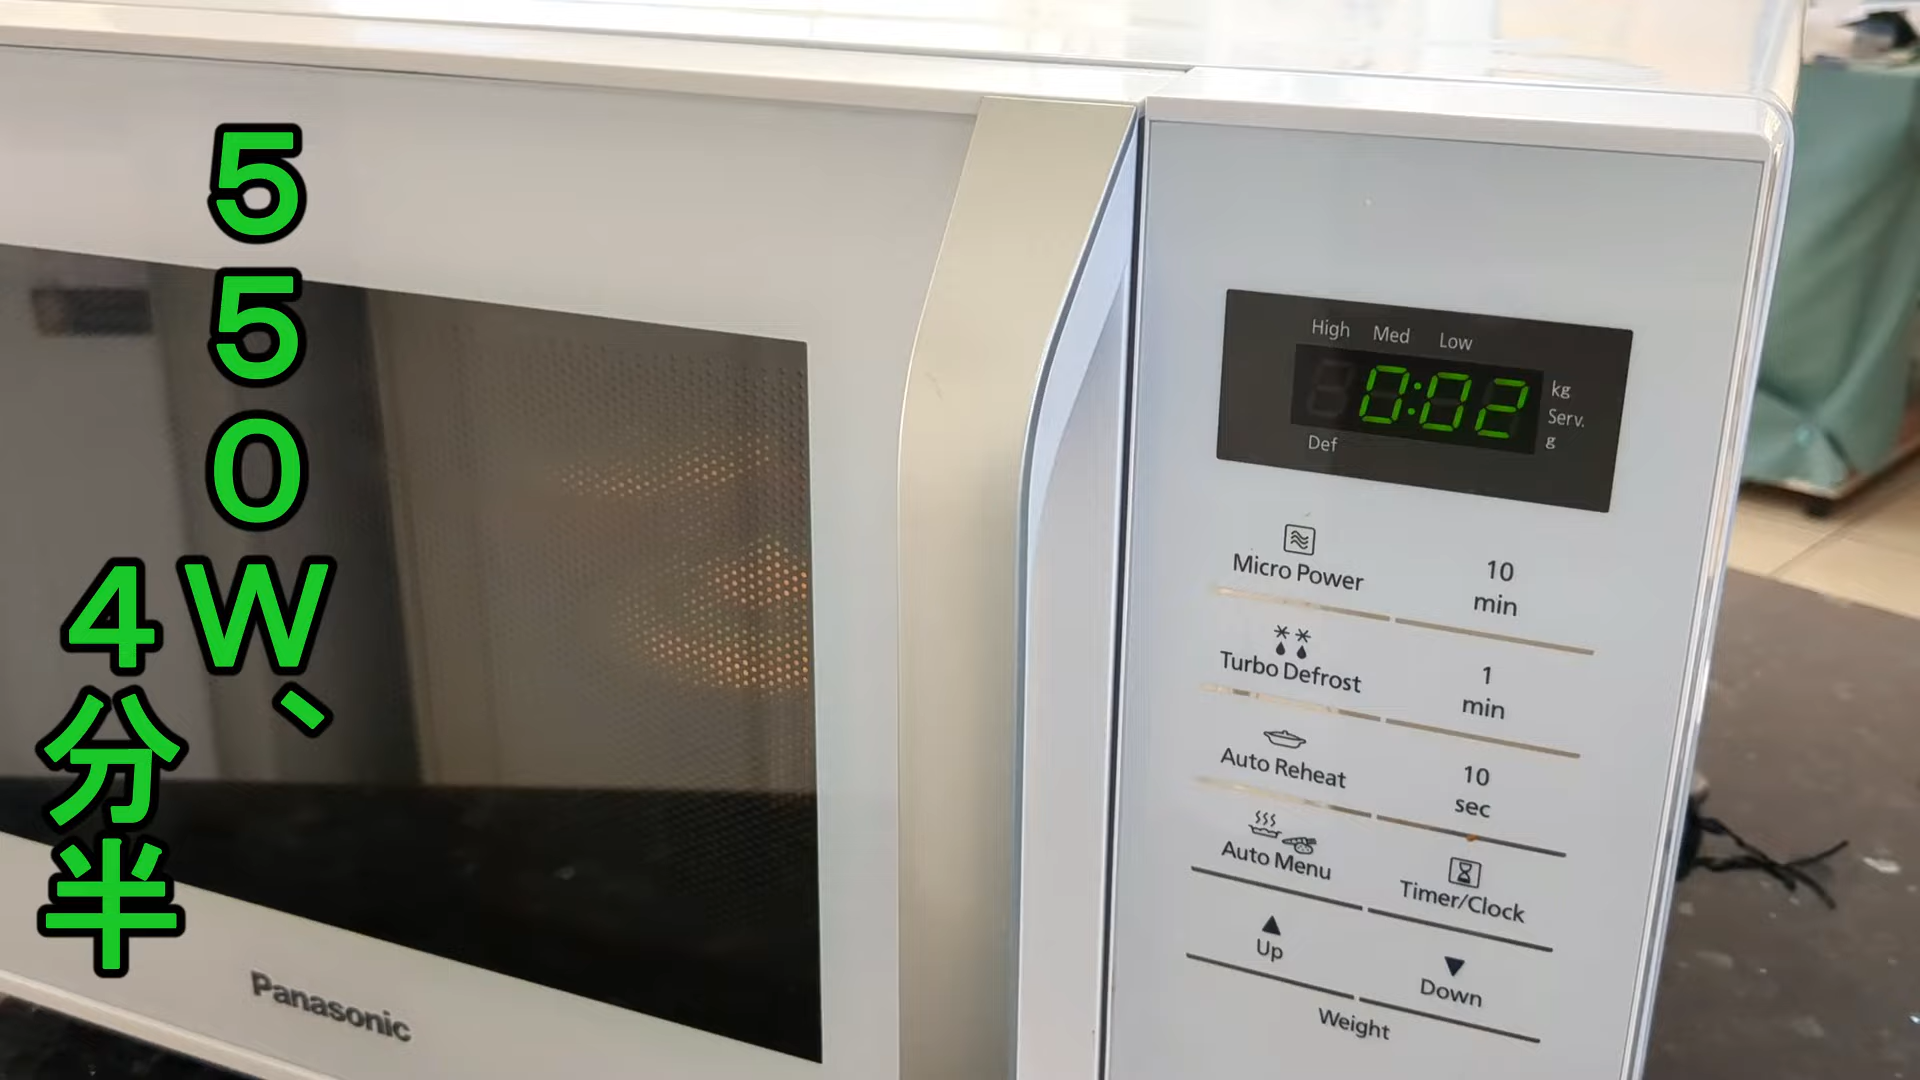 550W、
4分半
High Med Low
0:02
kg
Serv.
g
Def
Micro Power
10
min
Turbo Defrost
1
min
Auto Reheat
10
sec
Auto Menu
Timer/Clock
Up
Down
Weight
Panasonic